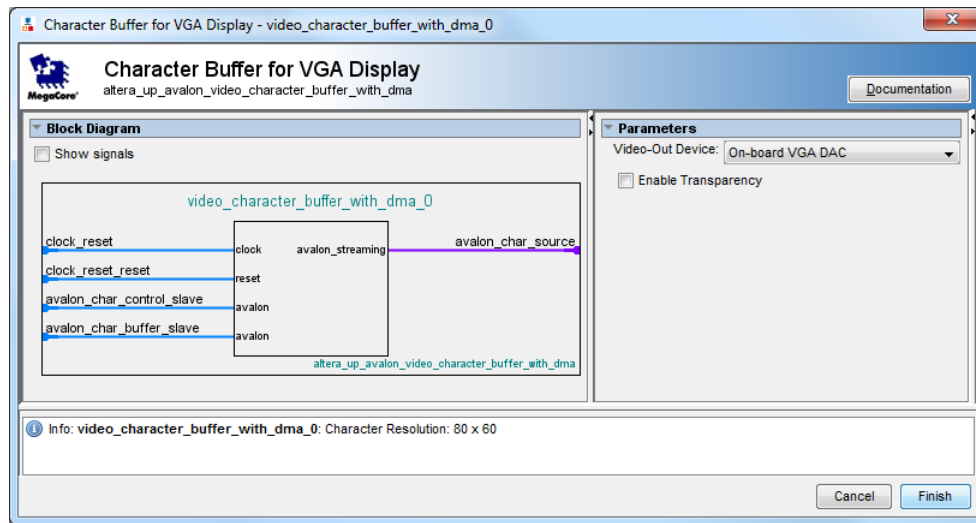 Character Buffer for VGA Display - video_character_buffer_with_dma_0
Character Buffer for VGA Display
altera_up_avalon_video_character_buffer_with_dma
MegaCore®
Documentation
Block Diagram
Show signals
video_character_buffer_with_dma_0
clock_reset
clock
avalon_streaming
avalon_char_source
clock_reset_reset
reset
avalon_char_control_slave
avalon
avalon_char_buffer_slave
avalon
altera_up_avalon_video_character_buffer_with_dma
Parameters
Video-Out Device: On-board VGA DAC
Enable Transparency
Info: video_character_buffer_with_dma_0: Character Resolution: 80 x 60
Cancel
Finish